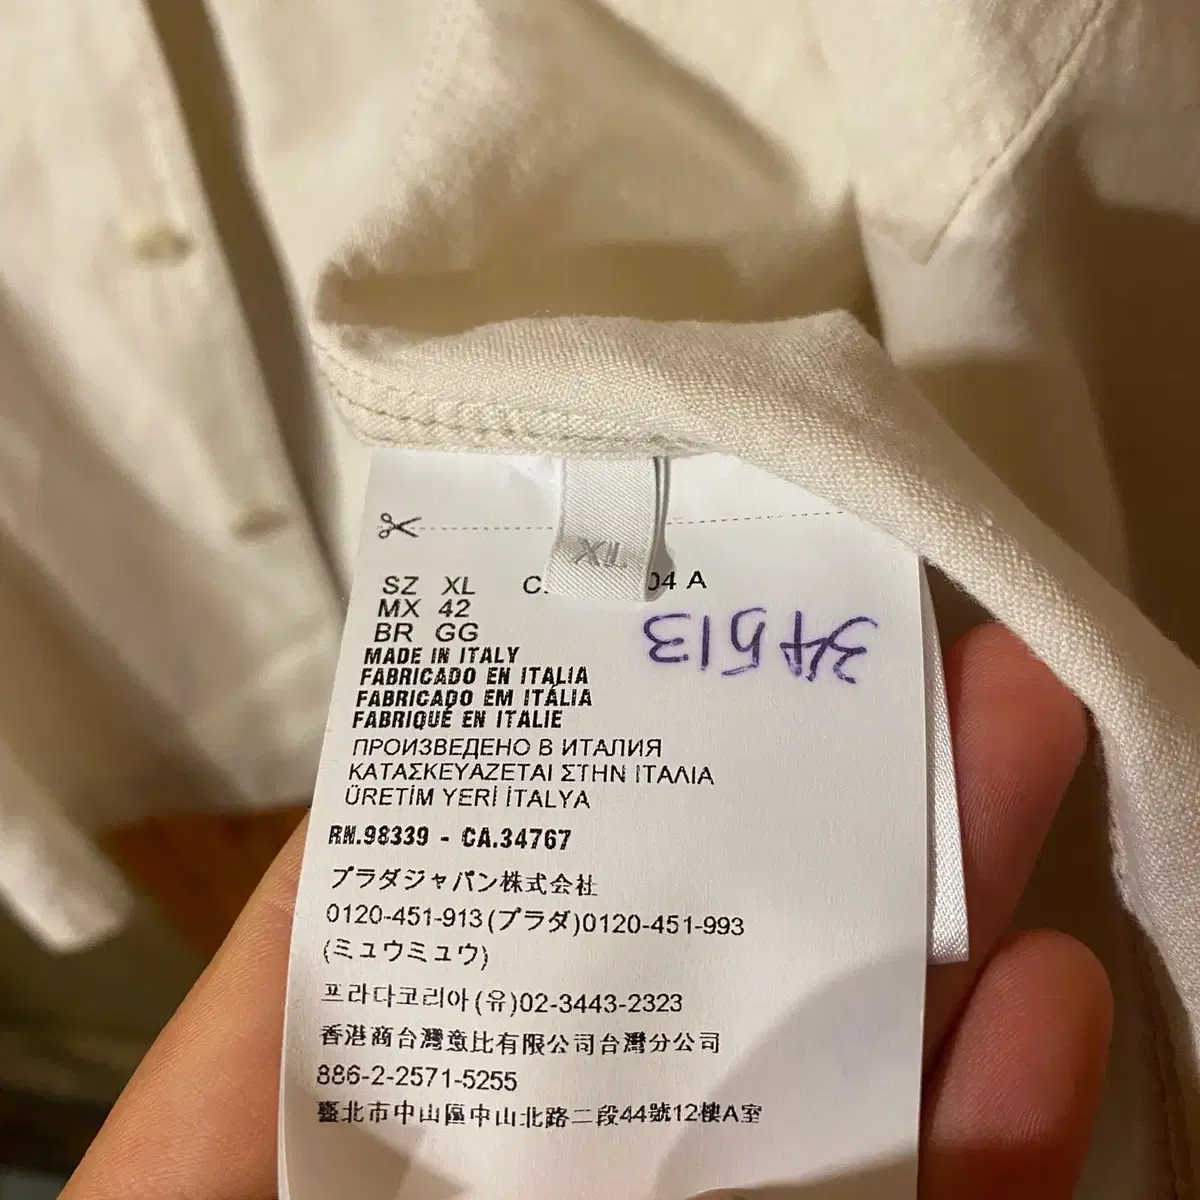 XL
SZ XL C. 04 A
MX 42
BR GG
34513
MADE IN ITALY
FABRICADO EN ITALIA
FABRICADO EM ITÁLIA
FABRIQUÉ EN ITALIE
ПРОИЗВЕДЕНО В ИТАЛИЯ
ΚΑΤΑΣΚΕΥΑΖΕΤΑΙ ΣΤΗΝ ΙΤΑΛΙΑ
ÜRETİM YERİ İTALYA
RN.98339 - CA.34767
プラダジャパン株式会社
0120-451-913(プラダ)0120-451-993
(ミュウミュウ)
프라다코리아(유)02-3443-2323
香港商台灣意比有限公司台灣分公司
886-2-2571-5255
臺北市中山區中山北路二段44號12樓A室